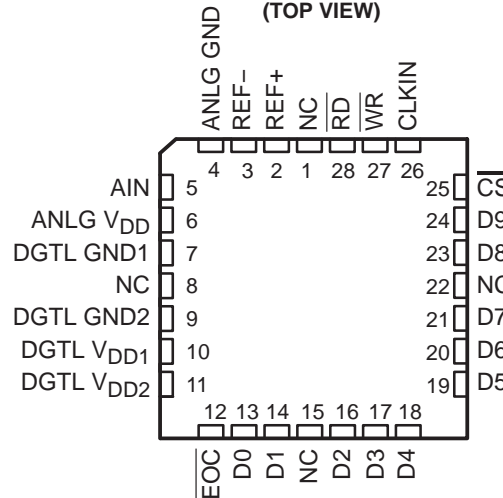 (TOP VIEW)
ANLG GND
REF−
REF+
NC
RD
WR
CLKIN
4 3 2 1 28 27 26
AIN 5
ANLG VDD 6
DGTL GND1 7
NC 8
DGTL GND2 9
DGTL VDD1 10
DGTL VDD2 11
25 CS
24 D9
23 D8
22 NC
21 D7
20 D6
19 D5
12 13 14 15 16 17 18
EOC
D0
D1
NC
D2
D3
D4